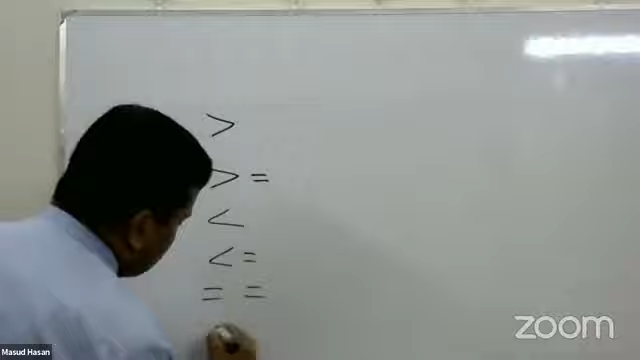 >
> =
<
< =
= =
zoom
Masud Hasan